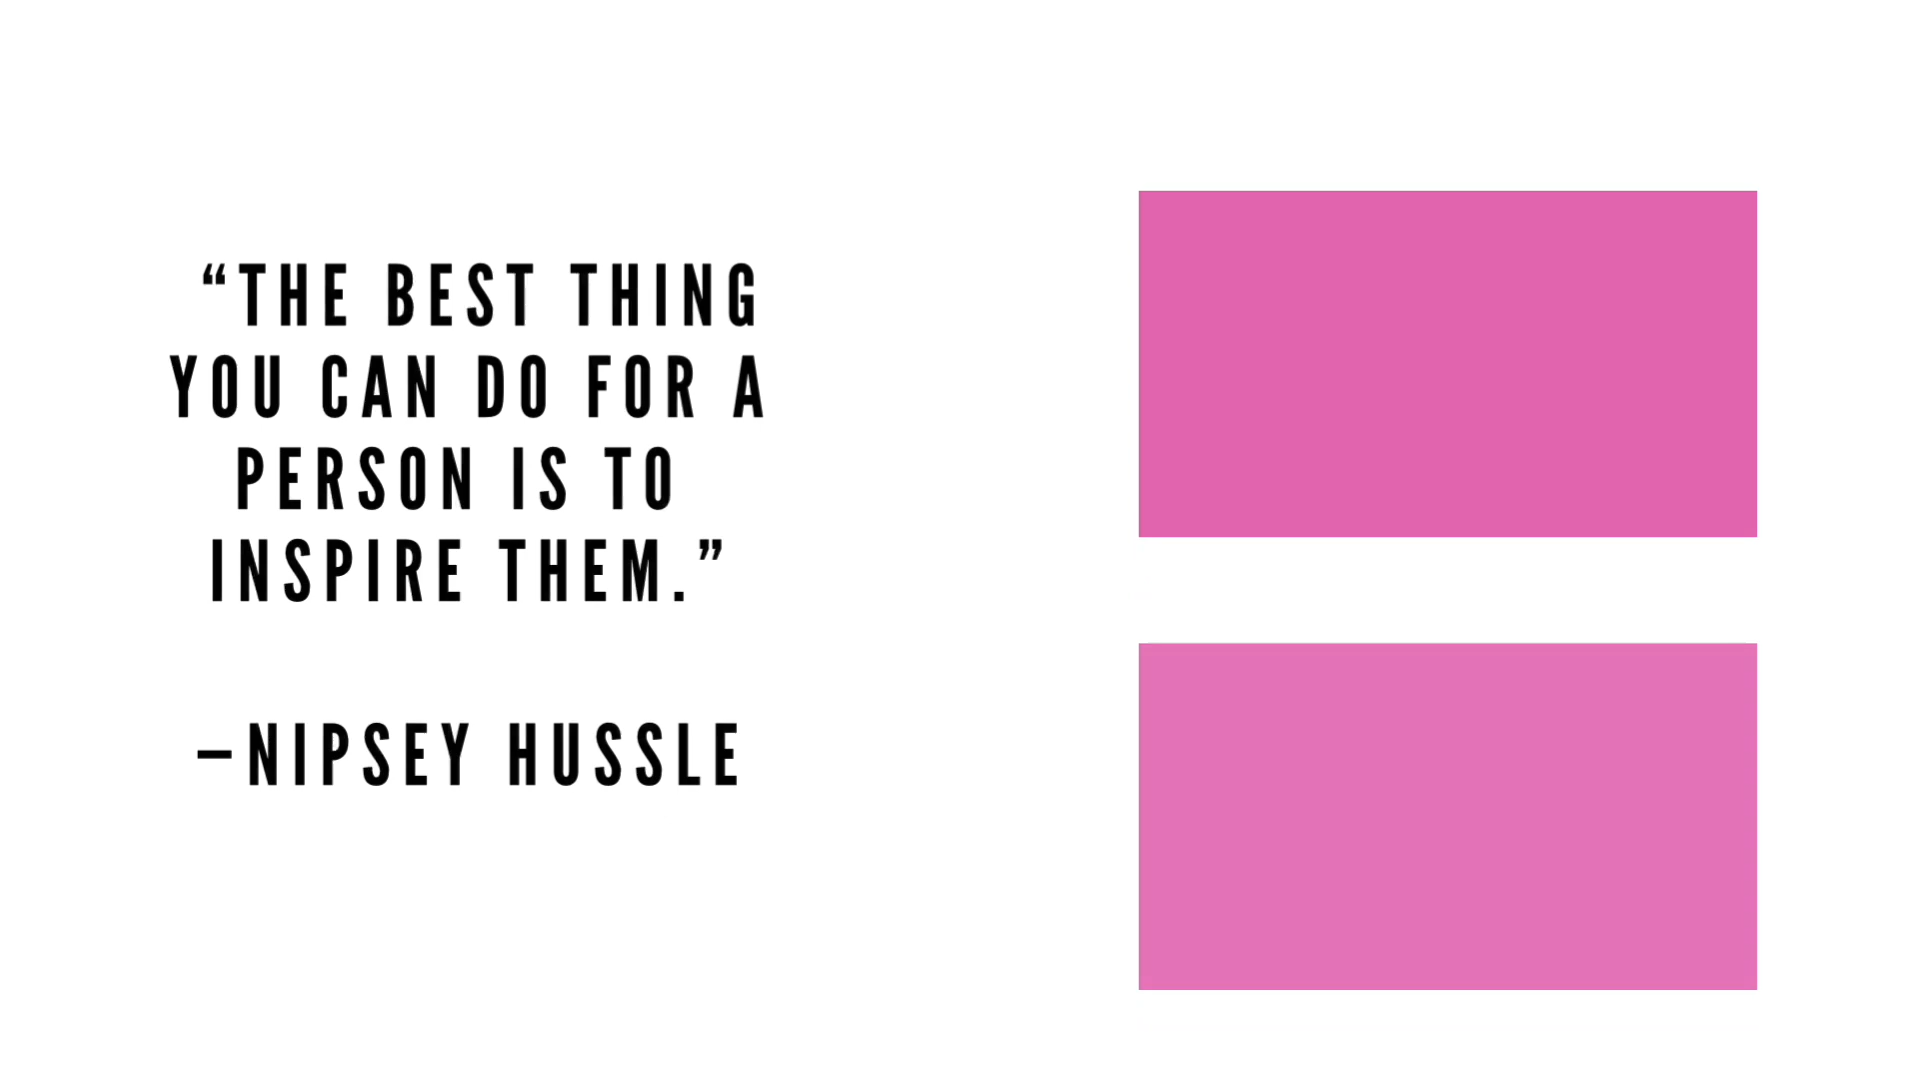 “THE BEST THING
YOU CAN DO FOR A
PERSON IS TO
INSPIRE THEM.”
–NIPSEY HUSSLE